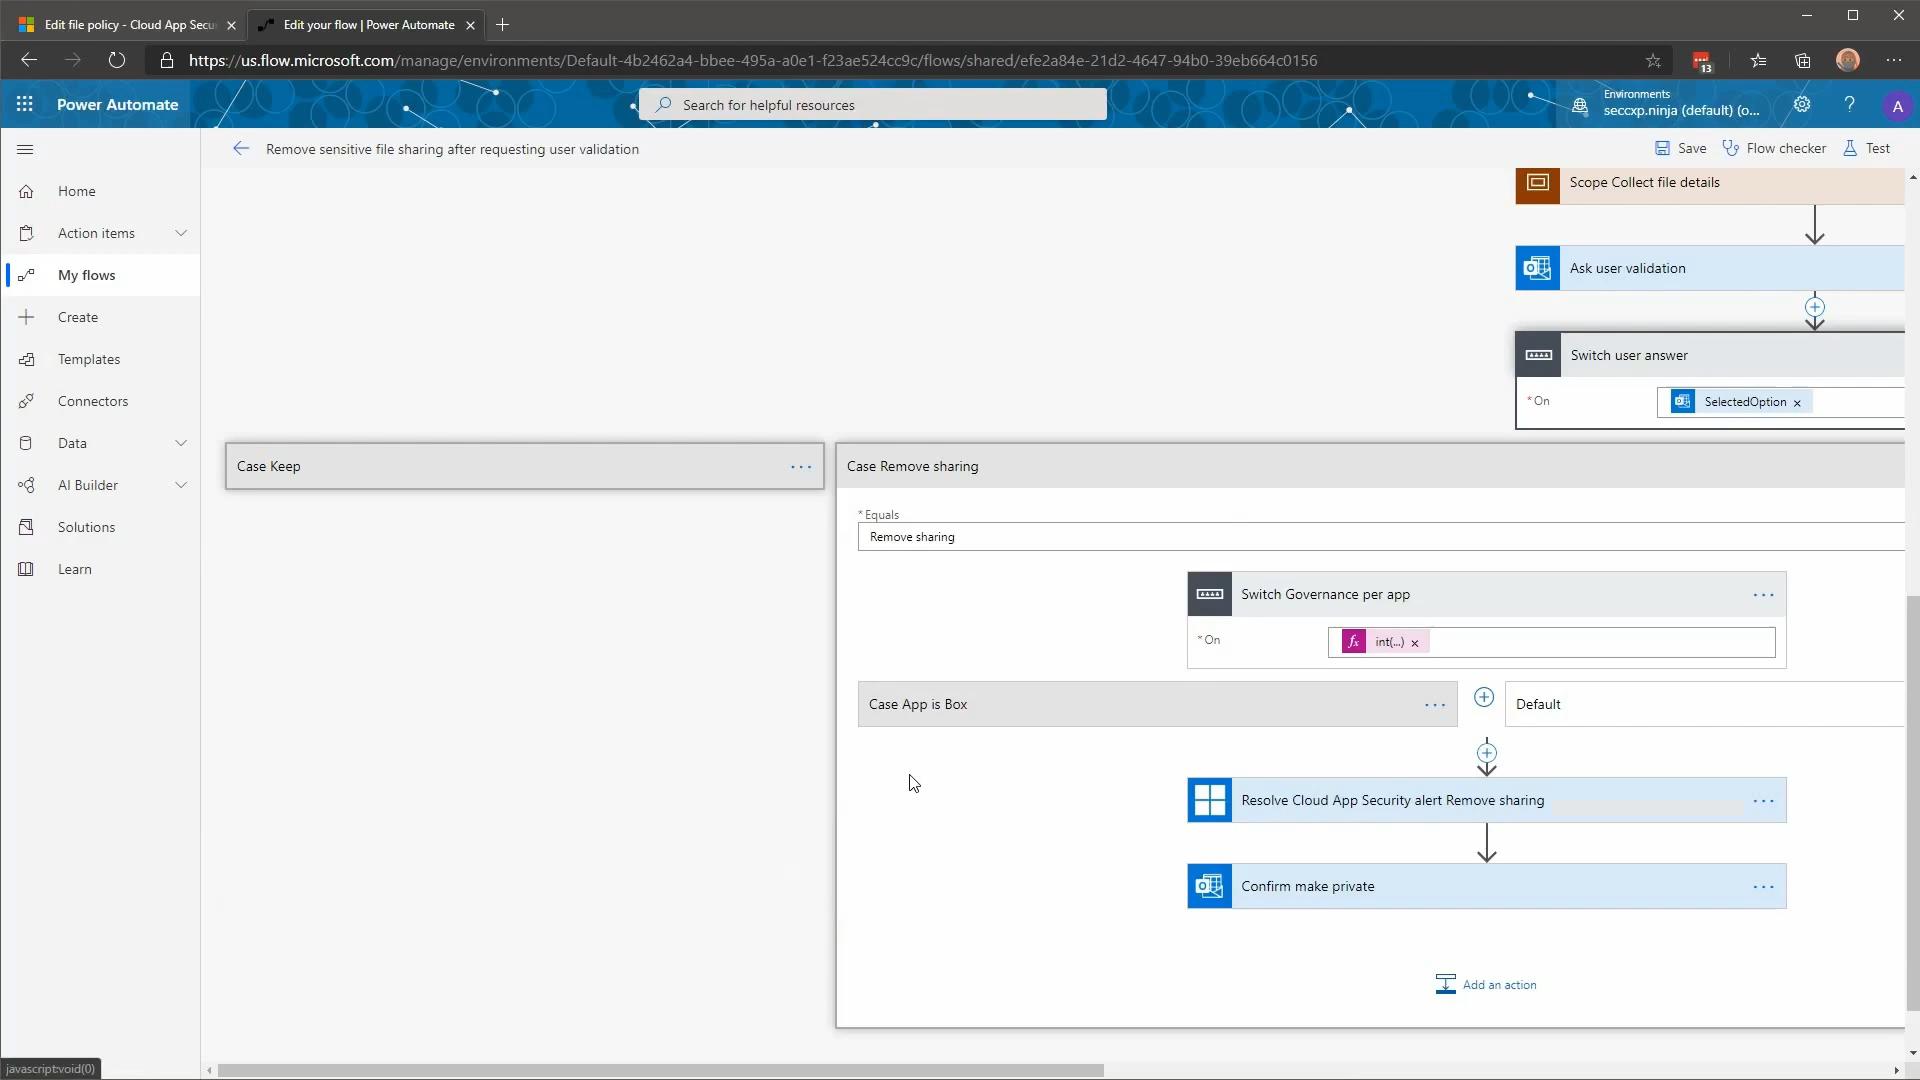 Edit file policy - Cloud App Secu
Edit your flow | Power Automate
https://us.flow.microsoft.com/manage/environments/Default-4b2462a4-bbee-495a-a0e1-f23ae524cc9c/flows/shared/efe2a84e-21d2-4647-94b0-39eb664c0156
13
Power Automate
Search for helpful resources
Environments
seccxp.ninja (default) (o...
?
A
Remove sensitive file sharing after requesting user validation
Save
Flow checker
Test
Home
Action items
My flows
Create
Templates
Connectors
Data
AI Builder
Solutions
Learn
Scope Collect file details
Ask user validation
Switch user answer
* On
SelectedOption
Case Keep
Case Remove sharing
* Equals
Remove sharing
Switch Governance per app
* On
fx int(...)
Case App is Box
Default
Resolve Cloud App Security alert Remove sharing
Confirm make private
Add an action
javascript:void(0)